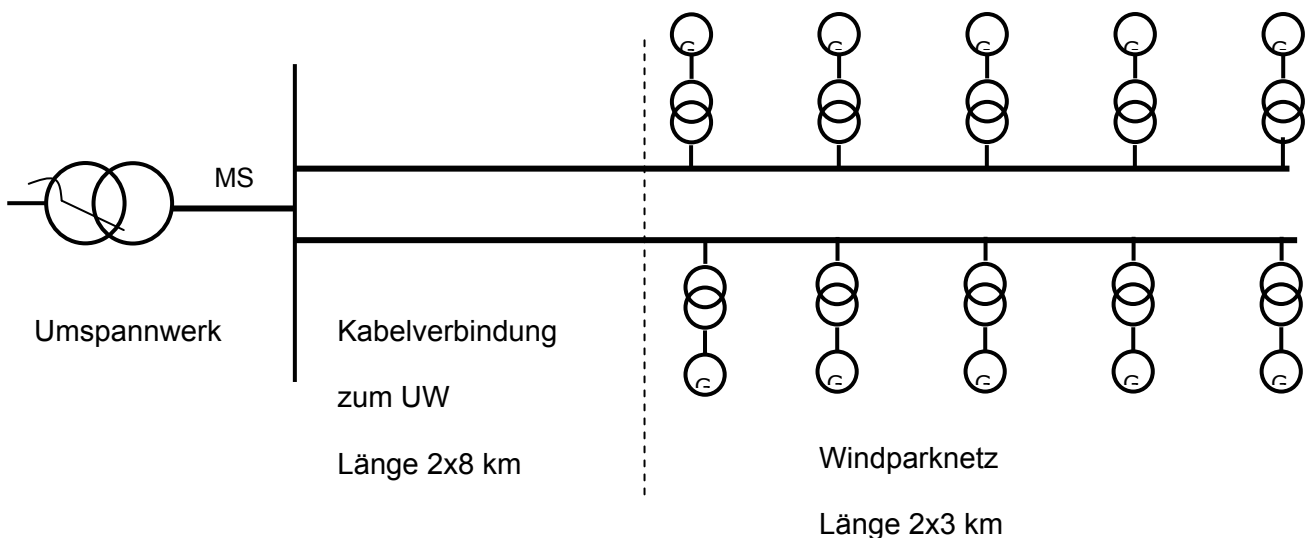 G G G G G
MS
Umspannwerk
Kabelverbindung
zum UW
Länge 2x8 km
G G G G G
Windparknetz
Länge 2x3 km